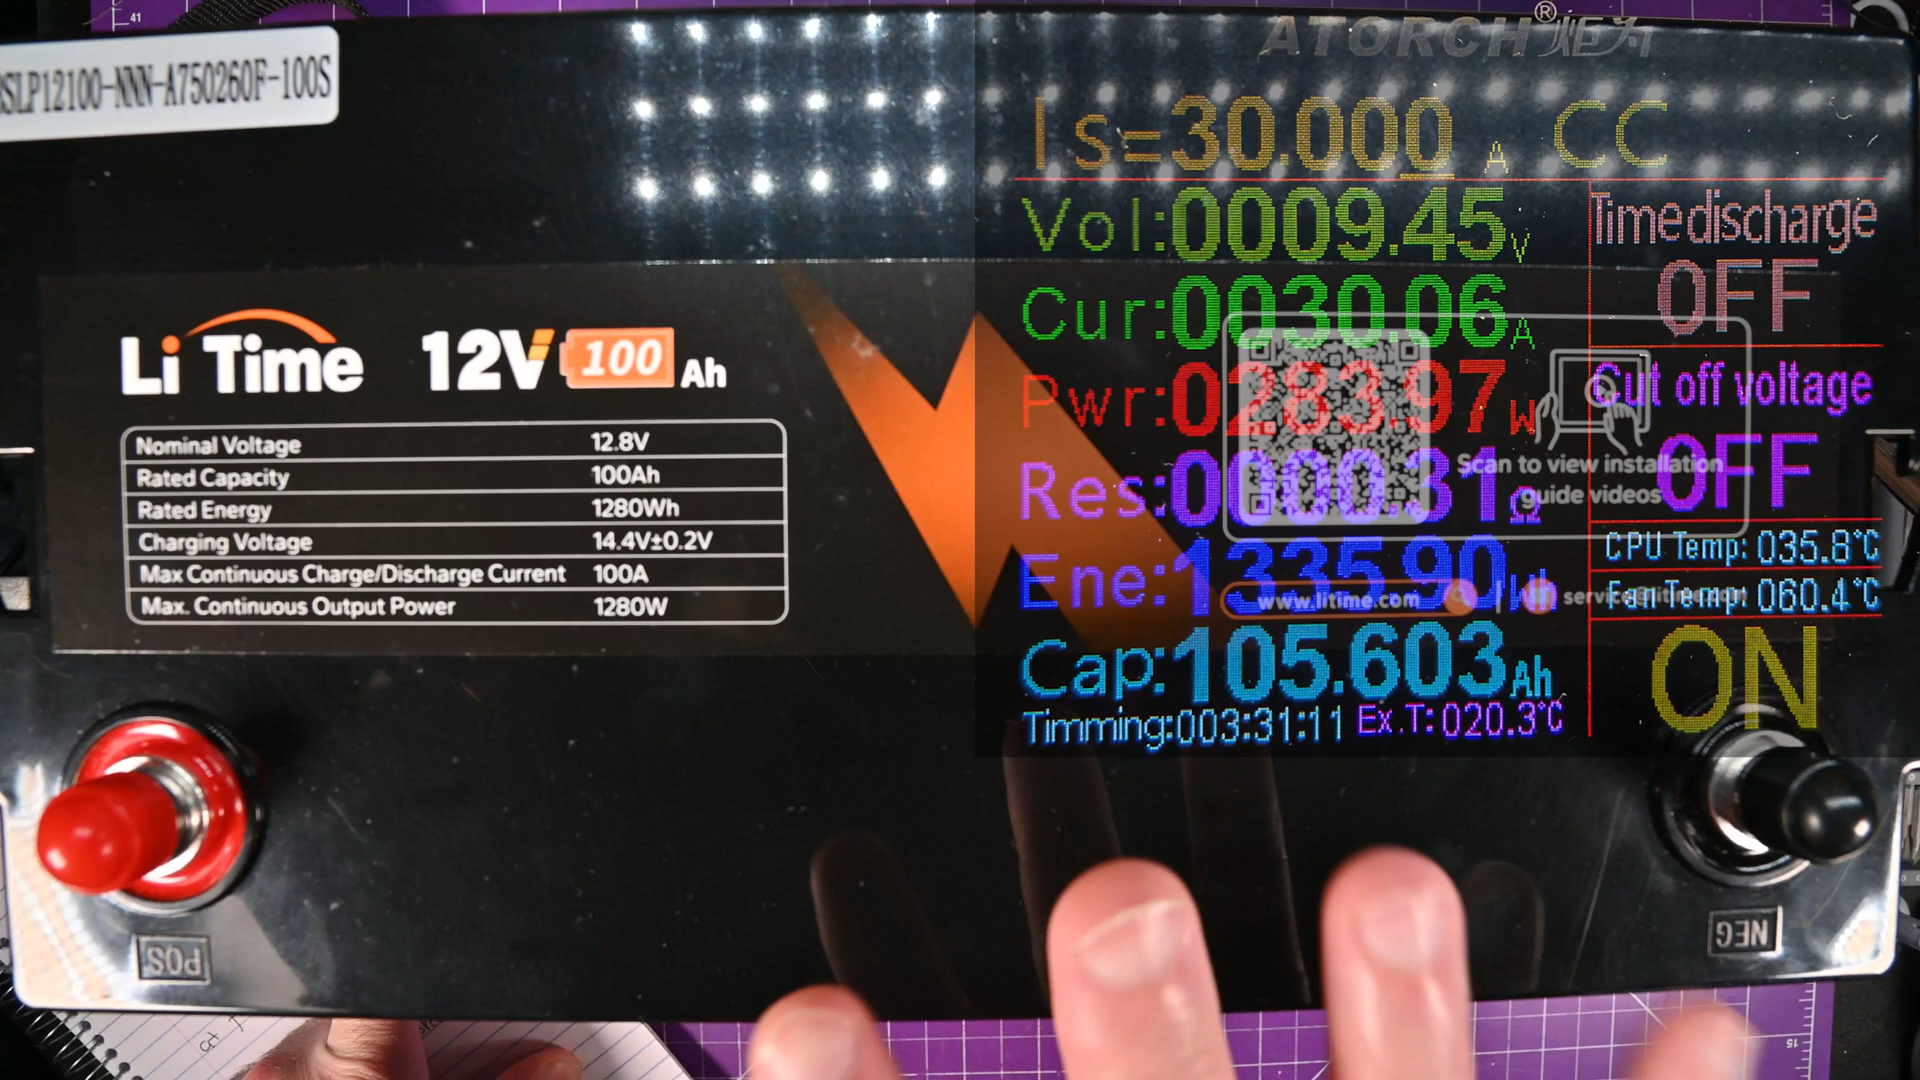 SLP12100-NNN-A750260F-100S
Li Time 12V 100 Ah
Nominal Voltage 12.8V
Rated Capacity 100Ah
Rated Energy 1280Wh
Charging Voltage 14.4V±0.2V
Max Continuous Charge/Discharge Current 100A
Max. Continuous Output Power 1280W
POS
NEG
ATORCH® 炬为
Is=30.000 A CC
Vol:0009.45V
Cur:0030.06A
Pwr:0283.97W
Res:0000.31Ω
Ene:1335.90Wh
Cap:105.603Ah
Timming:003:31:11 Ex.T:020.3℃
Timedischarge
OFF
Cut off voltage
OFF
CPU Temp: 035.8℃
Fan Temp: 060.4℃
ON
Scan to view installation
guide videos
www.litime.com
41
15